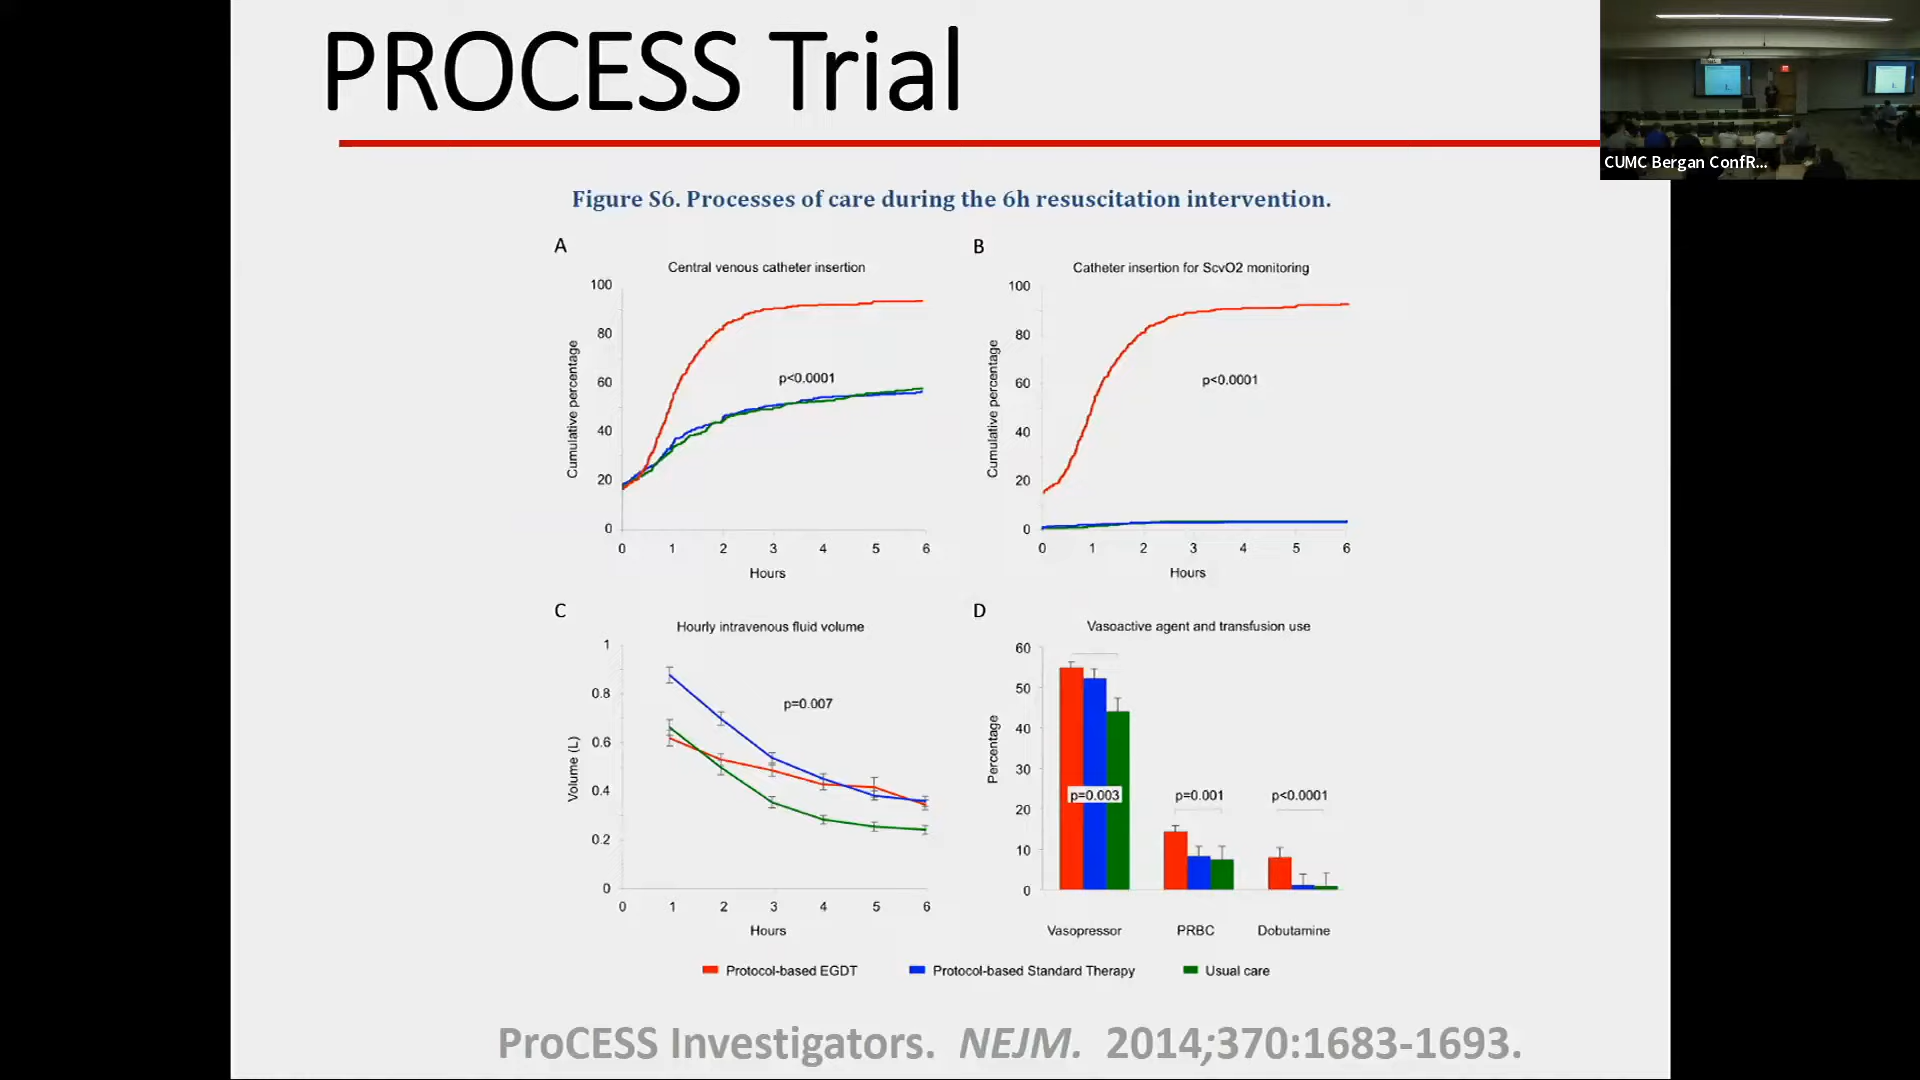 PROCESS Trial
CUMC Bergan ConfR...
Figure S6. Processes of care during the 6h resuscitation intervention.
A
Central venous catheter insertion
100
80
60
40
20
0
Cumulative percentage
p<0.0001
0 1 2 3 4 5 6
Hours
B
Catheter insertion for ScvO2 monitoring
100
80
60
40
20
0
Cumulative percentage
p<0.0001
0 1 2 3 4 5 6
Hours
C
Hourly intravenous fluid volume
1
0.8
0.6
0.4
0.2
0
Volume (L)
p=0.007
0 1 2 3 4 5 6
Hours
D
Vasoactive agent and transfusion use
60
50
40
30
20
10
0
Percentage
p=0.003
p=0.001
p<0.0001
Vasopressor PRBC Dobutamine
Protocol-based EGDT Protocol-based Standard Therapy Usual care
ProCESS Investigators. NEJM. 2014;370:1683-1693.